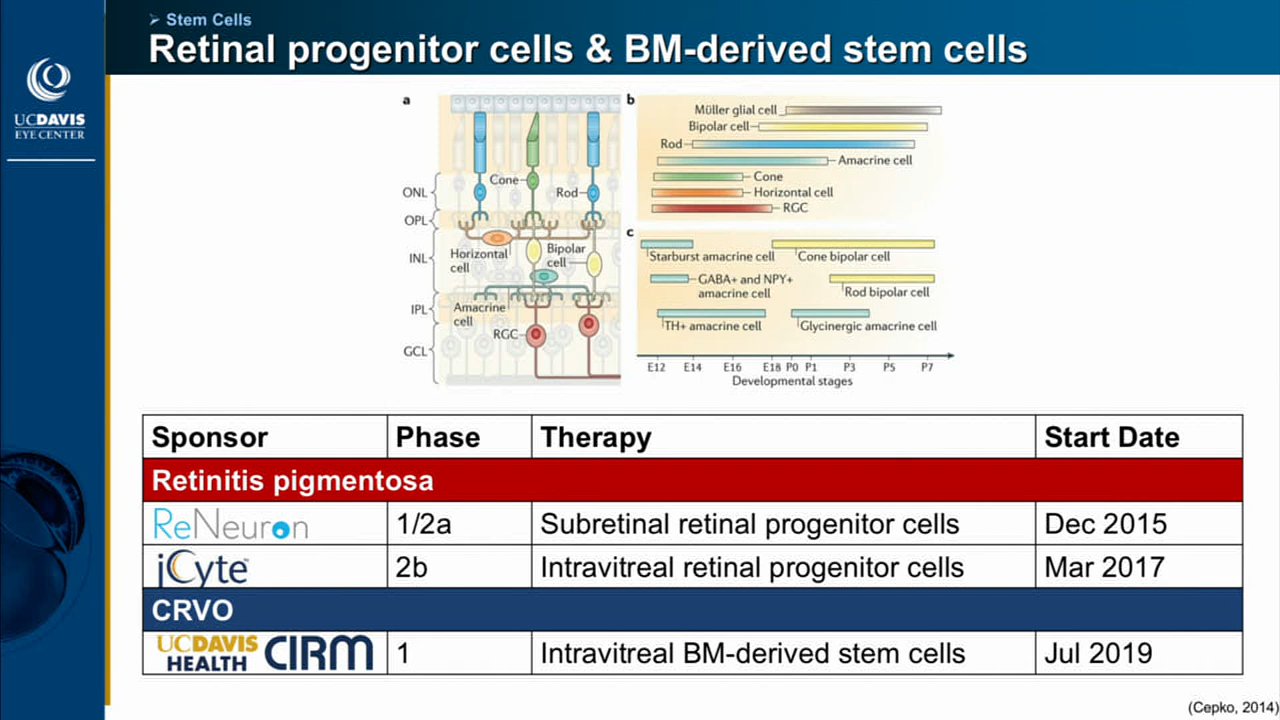 ➢ Stem Cells
Retinal progenitor cells & BM-derived stem cells
UCDAVIS
EYE CENTER
a
Cone
Rod
ONL
OPL
INL
IPL
GCL
Horizontal
cell
Bipolar
cell
Amacrine
cell
RGC
b
Müller glial cell
Bipolar cell
Rod
Amacrine cell
Cone
Horizontal cell
RGC
c
Starburst amacrine cell
Cone bipolar cell
GABA+ and NPY+
amacrine cell
Rod bipolar cell
TH+ amacrine cell
Glycinergic amacrine cell
E12 E14 E16 E18 P0 P1 P3 P5 P7
Developmental stages
Sponsor Phase Therapy Start Date
Retinitis pigmentosa
ReNeuron 1/2a Subretinal retinal progenitor cells Dec 2015
jCyte™ 2b Intravitreal retinal progenitor cells Mar 2017
CRVO
UCDAVIS HEALTH CIRM 1 Intravitreal BM-derived stem cells Jul 2019
(Cepko, 2014)